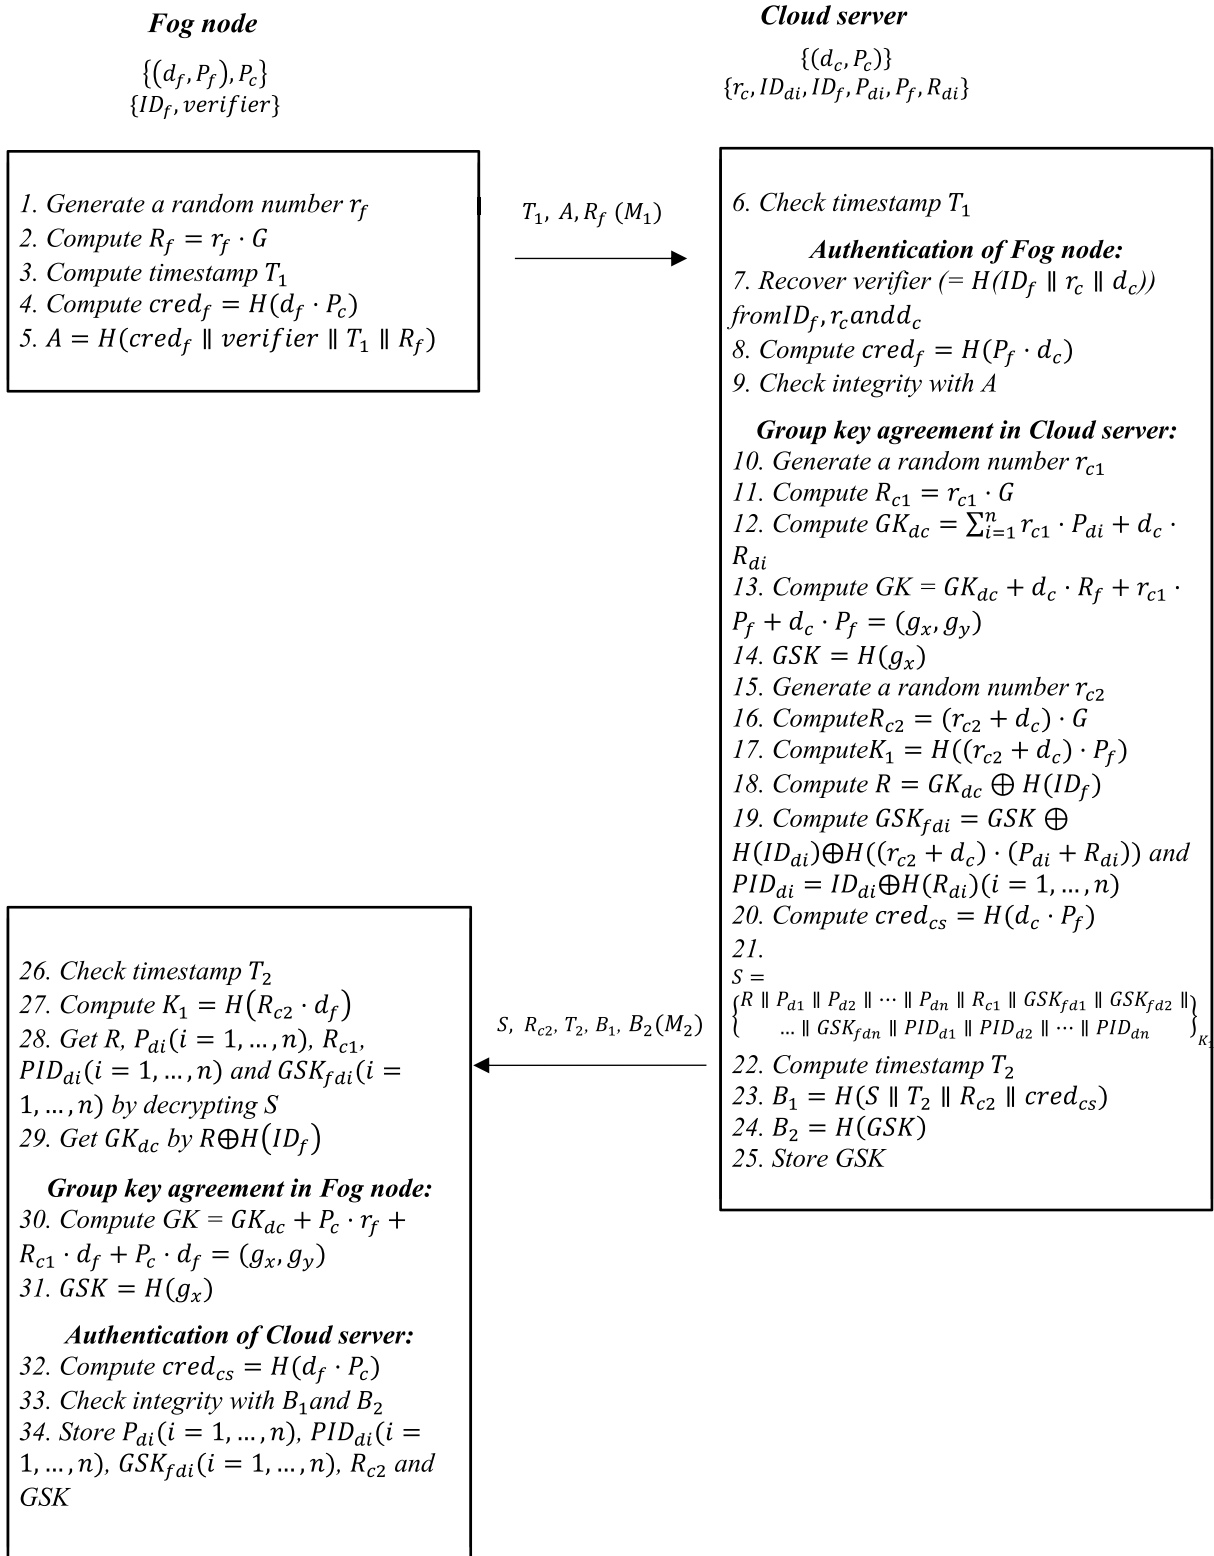 Fog node
{(d_f, P_f), P_c}
{ID_f, verifier}
Cloud server
{(d_c, P_c)}
{r_c, ID_di, ID_f, P_di, P_f, R_di}
1. Generate a random number r_f
2. Compute R_f = r_f · G
3. Compute timestamp T_1
4. Compute cred_f = H(d_f · P_c)
5. A = H(cred_f ∥ verifier ∥ T_1 ∥ R_f)
T_1, A, R_f (M_1)
6. Check timestamp T_1
Authentication of Fog node:
7. Recover verifier (= H(ID_f ∥ r_c ∥ d_c))
fromID_f, r_candd_c
8. Compute cred_f = H(P_f · d_c)
9. Check integrity with A
Group key agreement in Cloud server:
10. Generate a random number r_c1
11. Compute R_c1 = r_c1 · G
12. Compute GK_dc = ∑_{i=1}^{n} r_c1 · P_di + d_c ·
R_di
13. Compute GK = GK_dc + d_c · R_f + r_c1 ·
P_f + d_c · P_f = (g_x, g_y)
14. GSK = H(g_x)
15. Generate a random number r_c2
16. ComputeR_c2 = (r_c2 + d_c) · G
17. ComputeK_1 = H((r_c2 + d_c) · P_f)
18. Compute R = GK_dc ⊕ H(ID_f)
19. Compute GSK_fdi = GSK ⊕
H(ID_di)⊕H((r_c2 + d_c) · (P_di + R_di)) and
PID_di = ID_di⊕H(R_di)(i = 1, … , n)
20. Compute cred_cs = H(d_c · P_f)
21.
S =
{R ∥ P_d1 ∥ P_d2 ∥ ⋯ ∥ P_dn ∥ R_c1 ∥ GSK_fd1 ∥ GSK_fd2 ∥
… ∥ GSK_fdn ∥ PID_d1 ∥ PID_d2 ∥ ⋯ ∥ PID_dn}_K_1
22. Compute timestamp T_2
23. B_1 = H(S ∥ T_2 ∥ R_c2 ∥ cred_cs)
24. B_2 = H(GSK)
25. Store GSK
S, R_c2, T_2, B_1, B_2(M_2)
26. Check timestamp T_2
27. Compute K_1 = H(R_c2 · d_f)
28. Get R, P_di(i = 1, … , n), R_c1,
PID_di(i = 1, … , n) and GSK_fdi(i =
1, … , n) by decrypting S
29. Get GK_dc by R⊕H(ID_f)
Group key agreement in Fog node:
30. Compute GK = GK_dc + P_c · r_f +
R_c1 · d_f + P_c · d_f = (g_x, g_y)
31. GSK = H(g_x)
Authentication of Cloud server:
32. Compute cred_cs = H(d_f · P_c)
33. Check integrity with B_1and B_2
34. Store P_di(i = 1, … , n), PID_di(i =
1, … , n), GSK_fdi(i = 1, … , n), R_c2 and
GSK